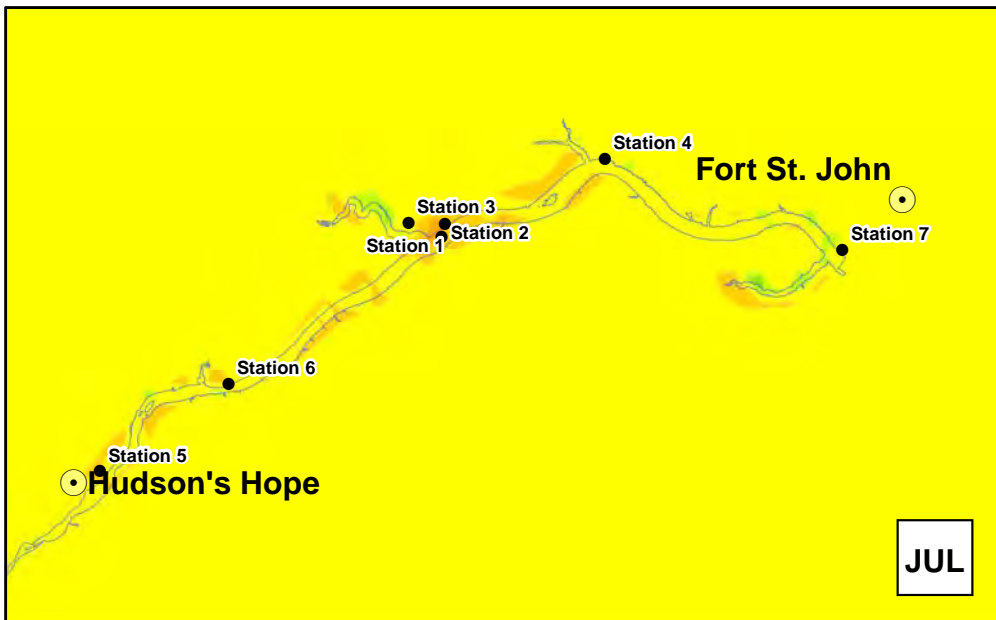 Station 4
Fort St. John
Station 3
Station 2
Station 1
Station 7
Station 6
Station 5
Hudson's Hope
JUL